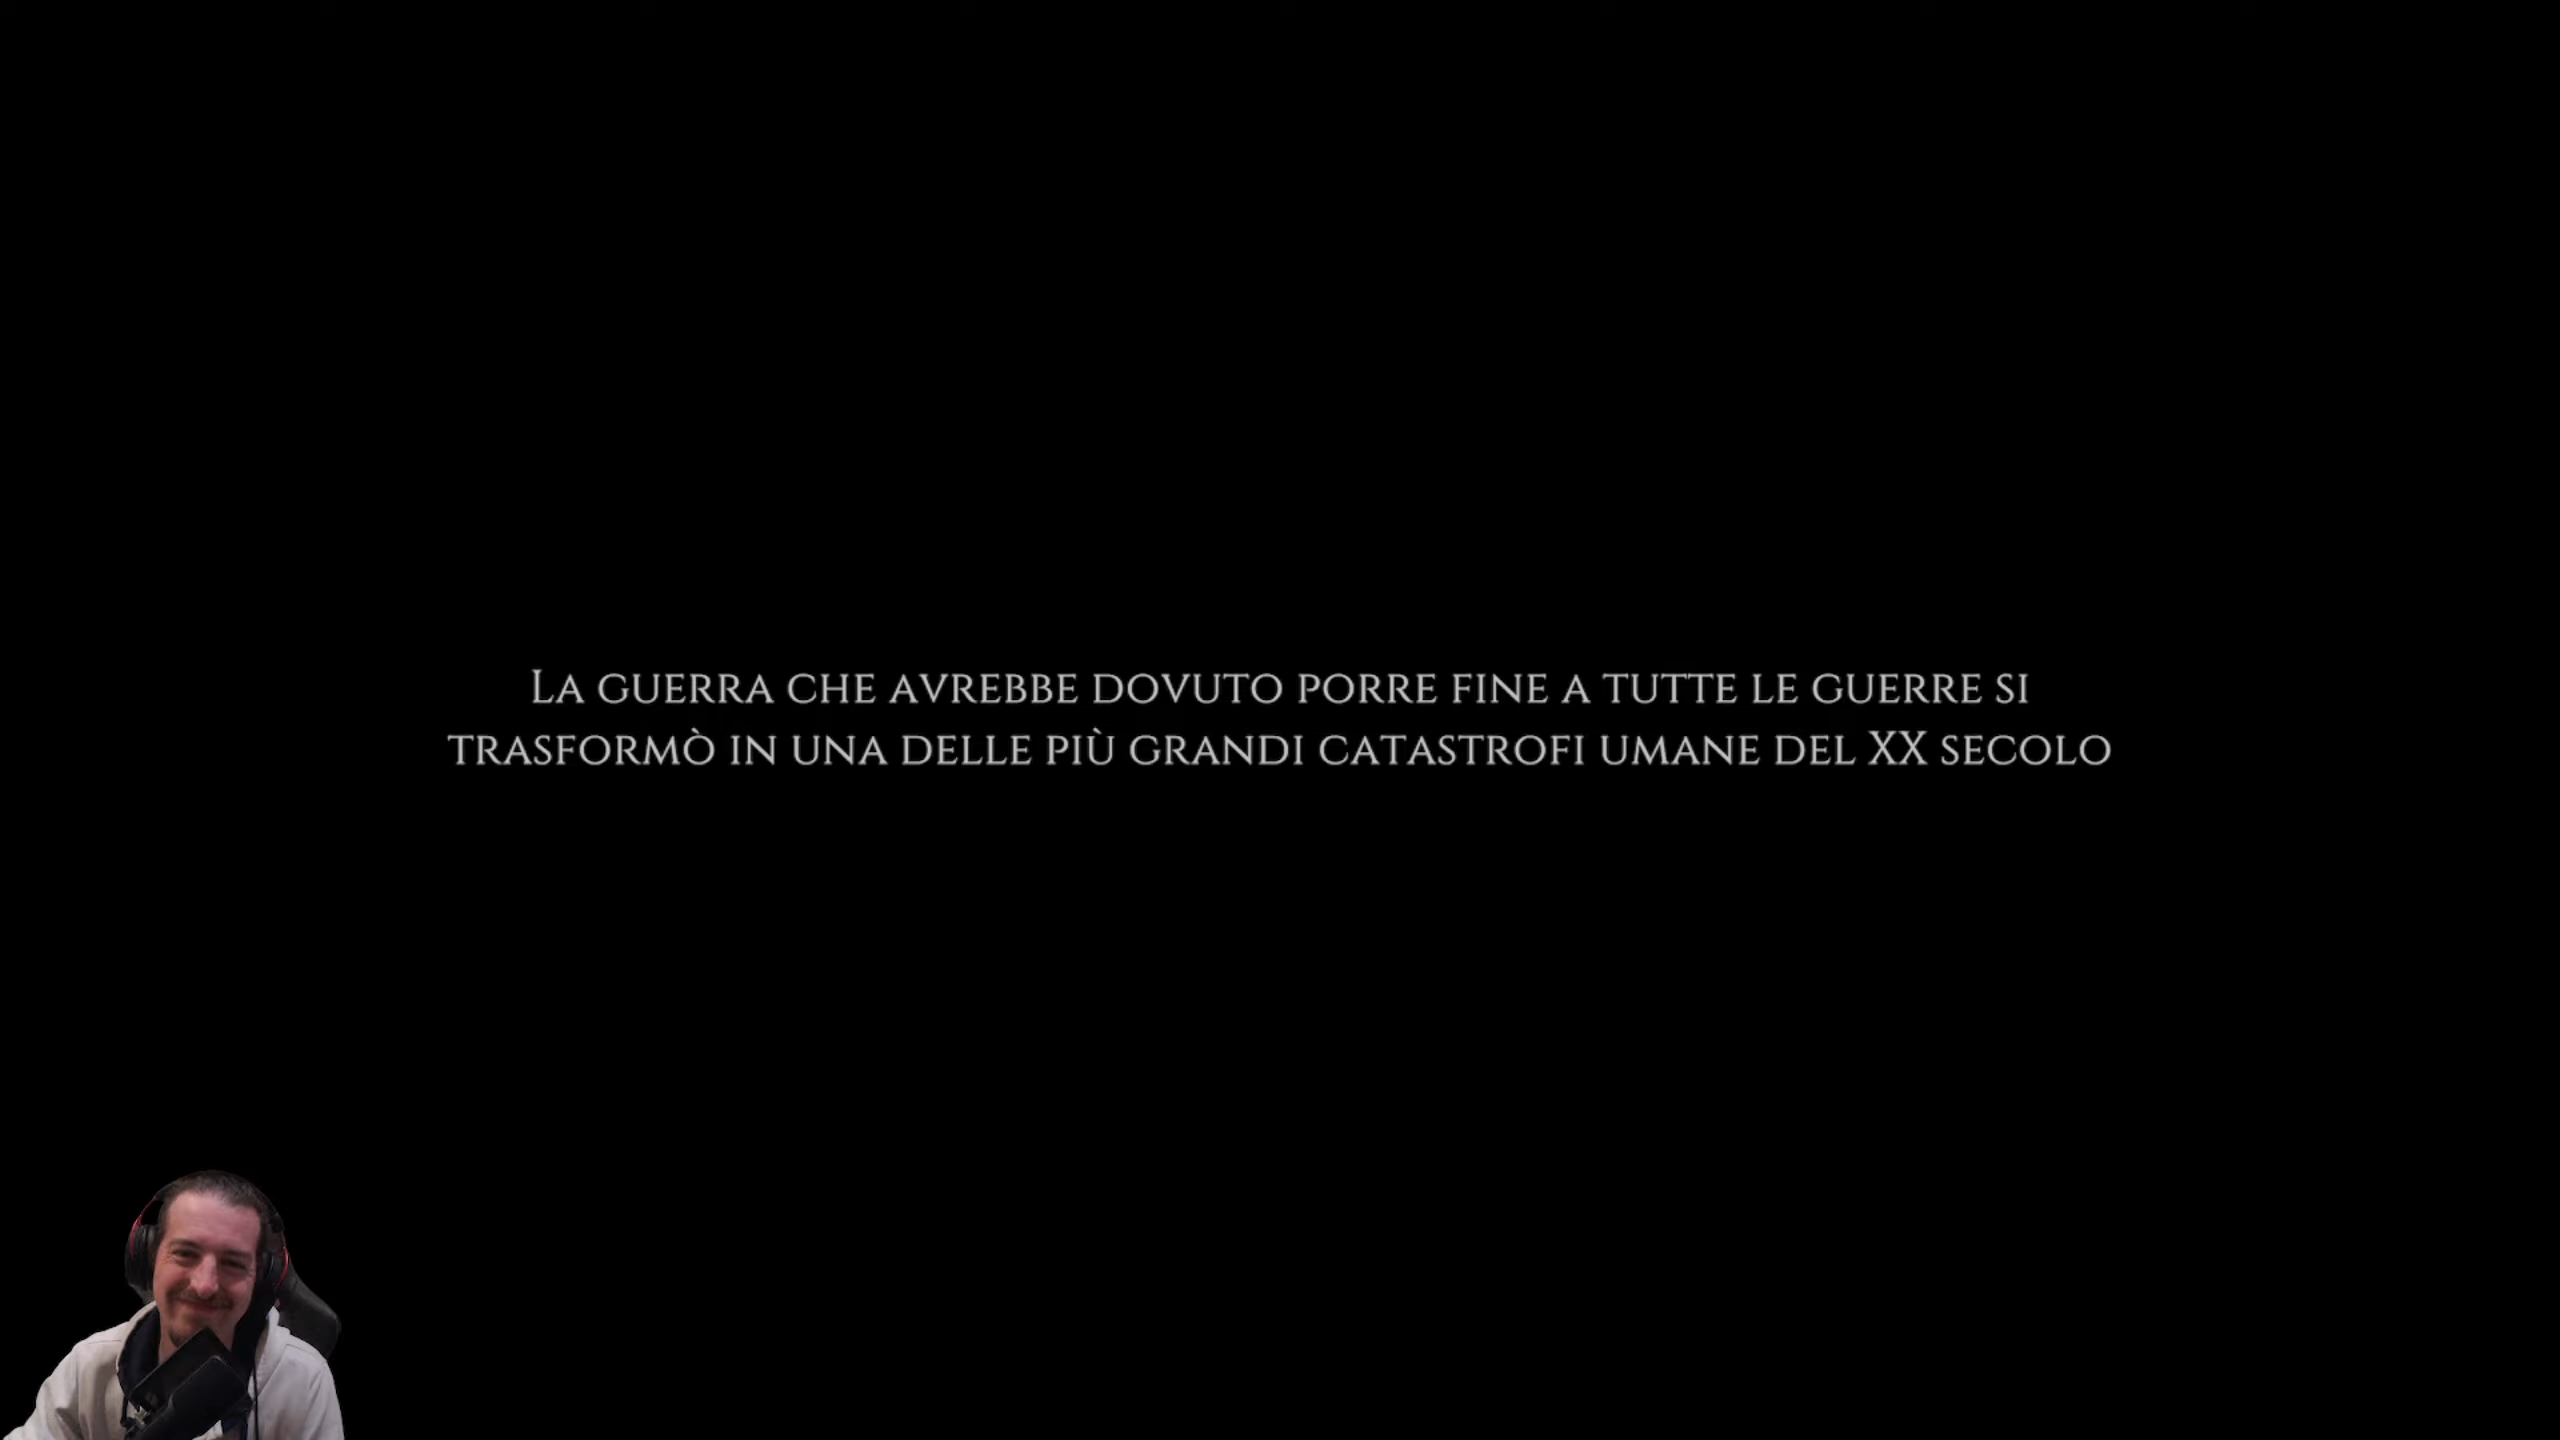 La guerra che avrebbe dovuto porre fine a tutte le guerre si
trasformò in una delle più grandi catastrofi umane del XX secolo